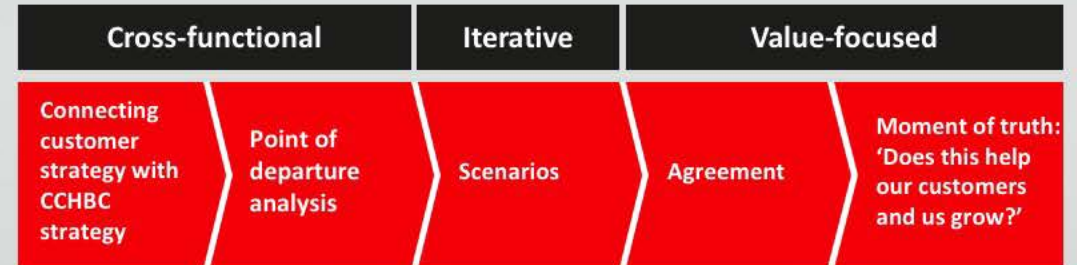 Cross-functional
Iterative
Value-focused
Connecting
customer
strategy with
CCHBC
strategy
Point of
departure
analysis
Scenarios
Agreement
Moment of truth:
‘Does this help
our customers
and us grow?’